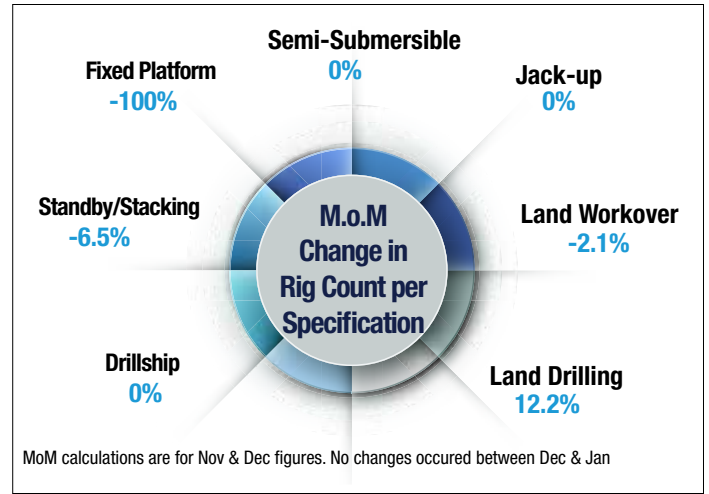 Semi-Submersible
0%
Fixed Platform
-100%
Jack-up
0%
Standby/Stacking
-6.5%
M.o.M
Change in
Rig Count per
Specification
Land Workover
-2.1%
Drillship
0%
Land Drilling
12.2%
MoM calculations are for Nov & Dec figures. No changes occured between Dec & Jan